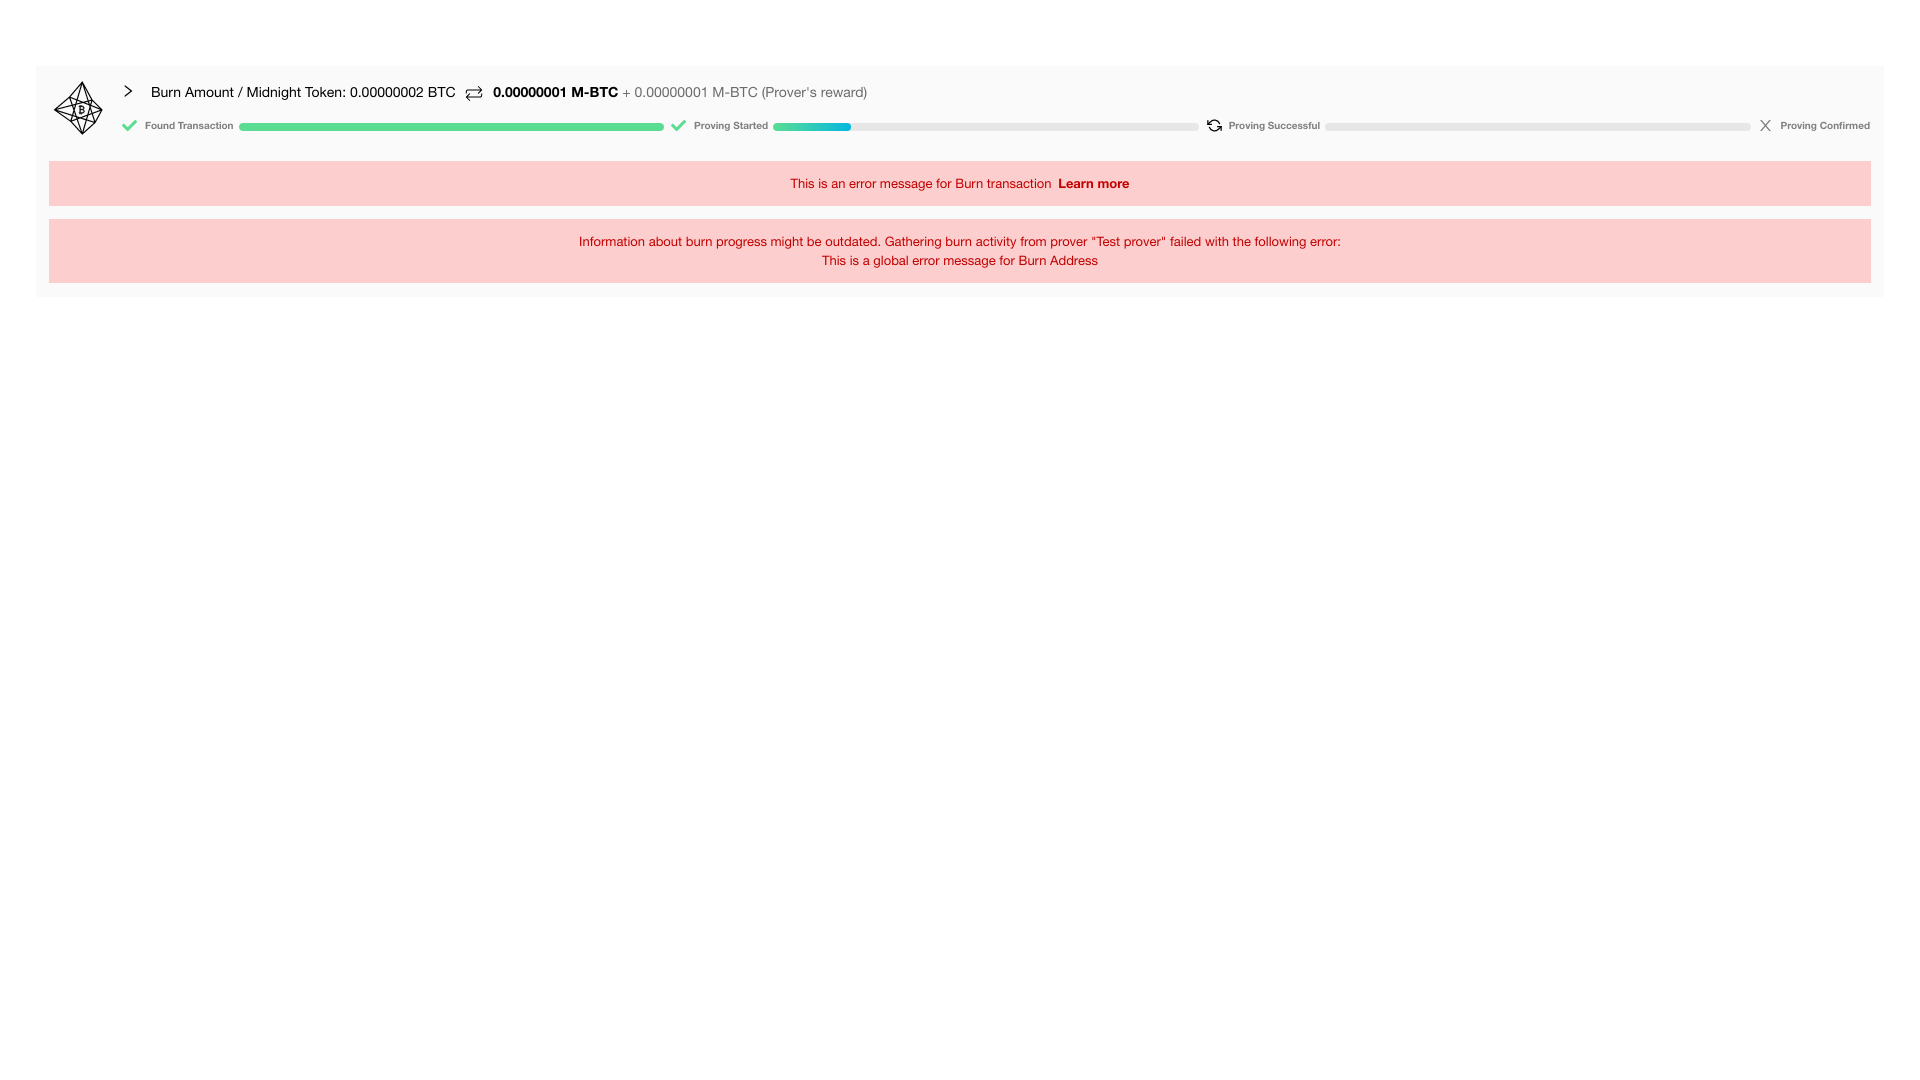 Burn Amount / Midnight Token: 0.00000002 BTC 0.00000001 M-BTC + 0.00000001 M-BTC (Prover's reward)
Found Transaction Proving Started Proving Successful Proving Confirmed
This is an error message for Burn transaction Learn more
Information about burn progress might be outdated. Gathering burn activity from prover "Test prover" failed with the following error:
This is a global error message for Burn Address